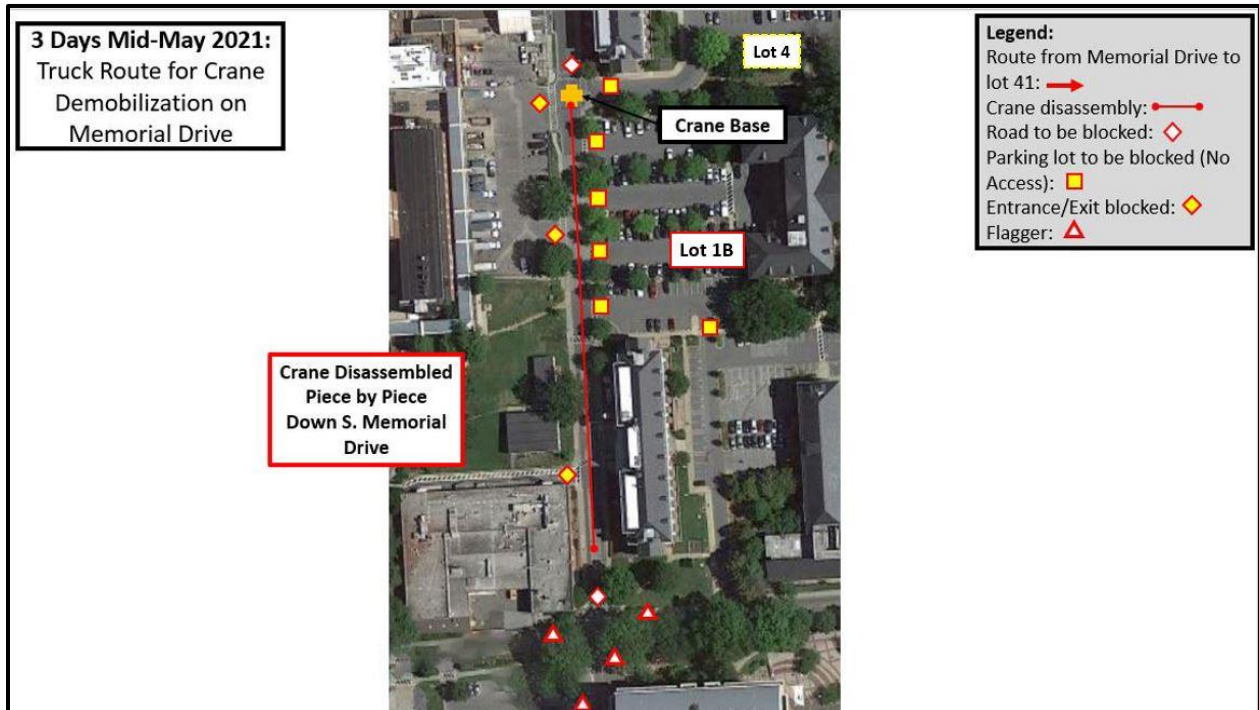 3 Days Mid-May 2021:
Truck Route for Crane
Demobilization on
Memorial Drive
Lot 4
Crane Base
Lot 1B
Crane Disassembled
Piece by Piece
Down S. Memorial
Drive
Legend:
Route from Memorial Drive to
lot 41:
Crane disassembly:
Road to be blocked:
Parking lot to be blocked (No
Access):
Entrance/Exit blocked:
Flagger: